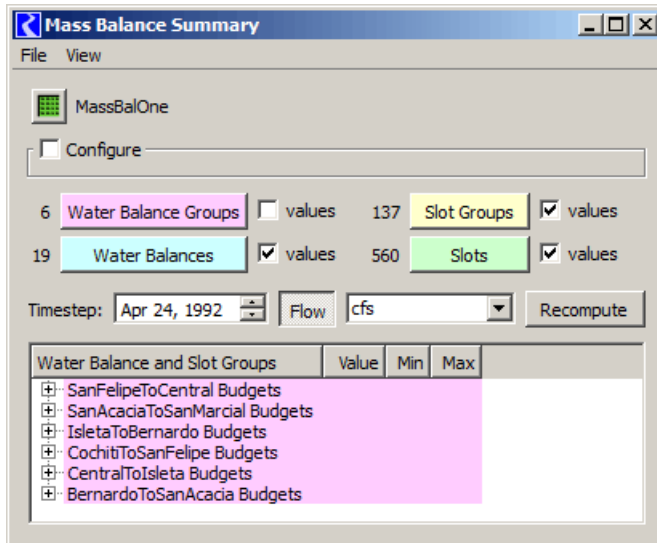 Mass Balance Summary
File View
MassBalOne
Configure
6 Water Balance Groups values 137 Slot Groups values
19 Water Balances values 560 Slots values
Timestep: Apr 24, 1992 Flow cfs Recompute
Water Balance and Slot Groups Value Min Max
SanFelipeToCentral Budgets
SanAcaciaToSanMarcial Budgets
IsletaToBernardo Budgets
CochitiToSanFelipe Budgets
CentralToIsleta Budgets
BernardoToSanAcacia Budgets